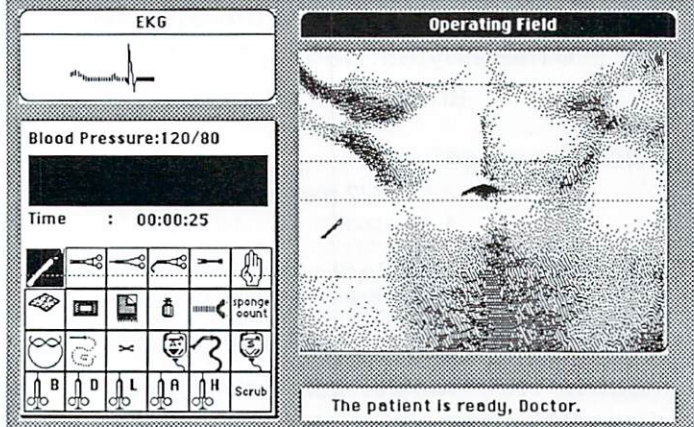 EKG
Blood Pressure:120/80
Time : 00:00:25
sponge
count
B D L A H Scrub
Operating Field
The patient is ready, Doctor.